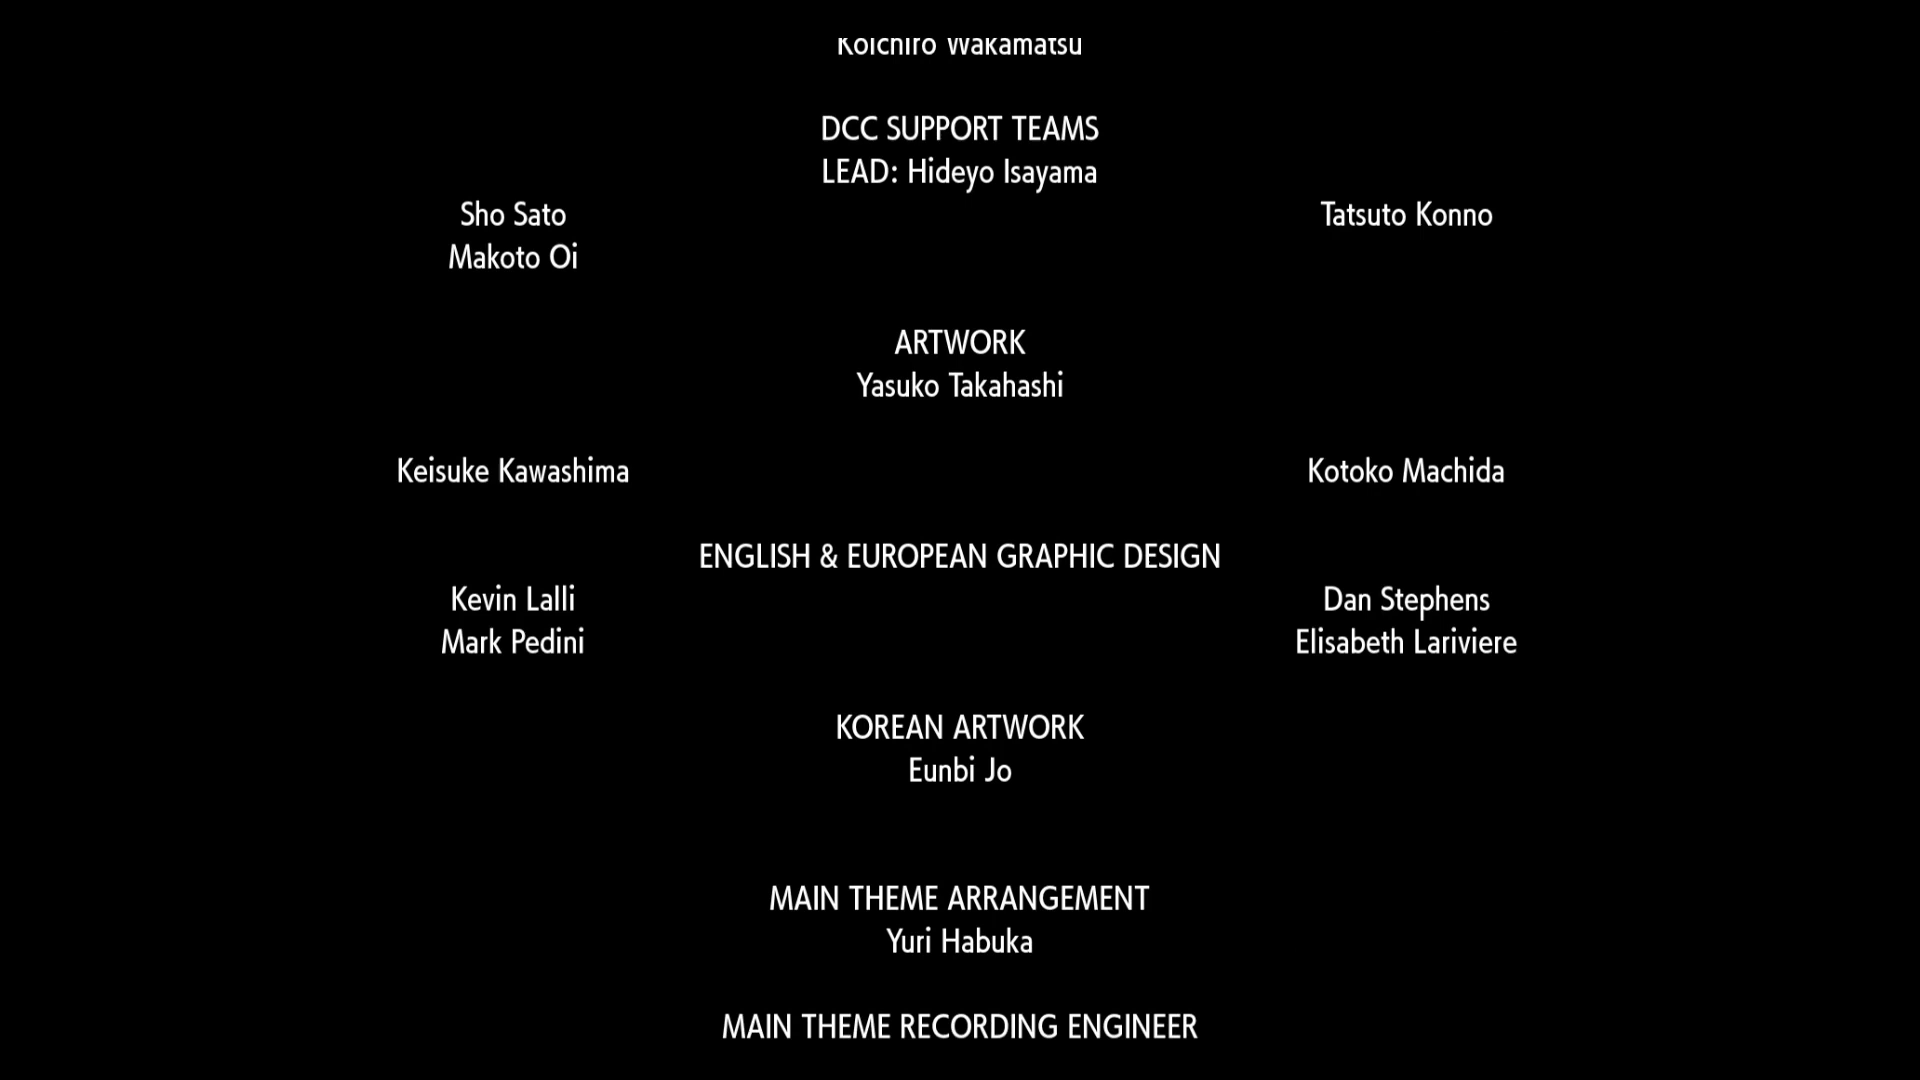 Koichiro Wakamatsu
DCC SUPPORT TEAMS
LEAD: Hideyo Isayama
Sho Sato Tatsuto Konno
Makoto Oi
ARTWORK
Yasuko Takahashi
Keisuke Kawashima Kotoko Machida
ENGLISH & EUROPEAN GRAPHIC DESIGN
Kevin Lalli Dan Stephens
Mark Pedini Elisabeth Lariviere
KOREAN ARTWORK
Eunbi Jo
MAIN THEME ARRANGEMENT
Yuri Habuka
MAIN THEME RECORDING ENGINEER